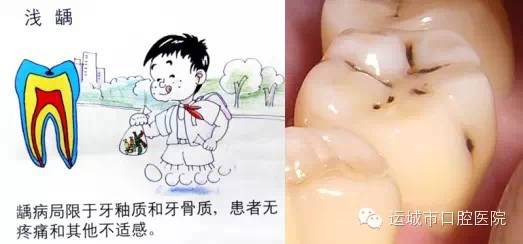 浅龋
龋病局限于牙釉质和牙骨质，患者无
疼痛和其他不适感。
运城市口腔医院